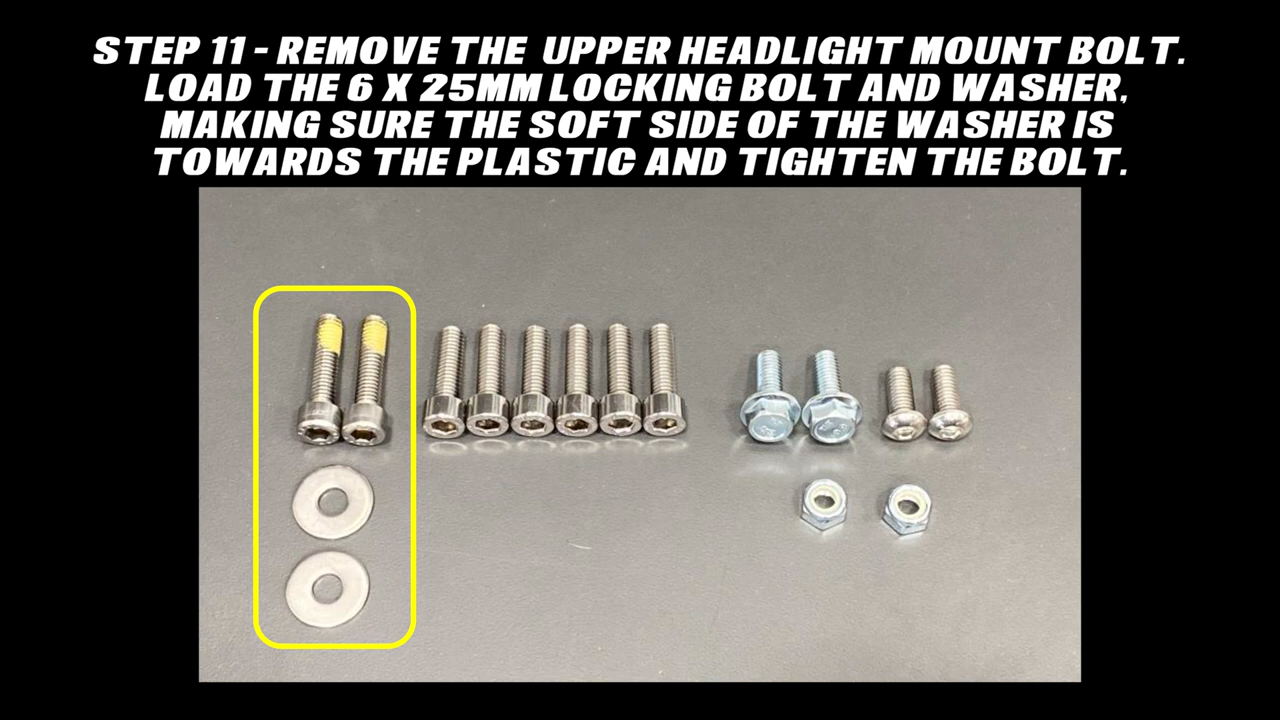 STEP 11 - REMOVE THE UPPER HEADLIGHT MOUNT BOLT.
LOAD THE 6 X 25MM LOCKING BOLT AND WASHER,
MAKING SURE THE SOFT SIDE OF THE WASHER IS
TOWARDS THE PLASTIC AND TIGHTEN THE BOLT.